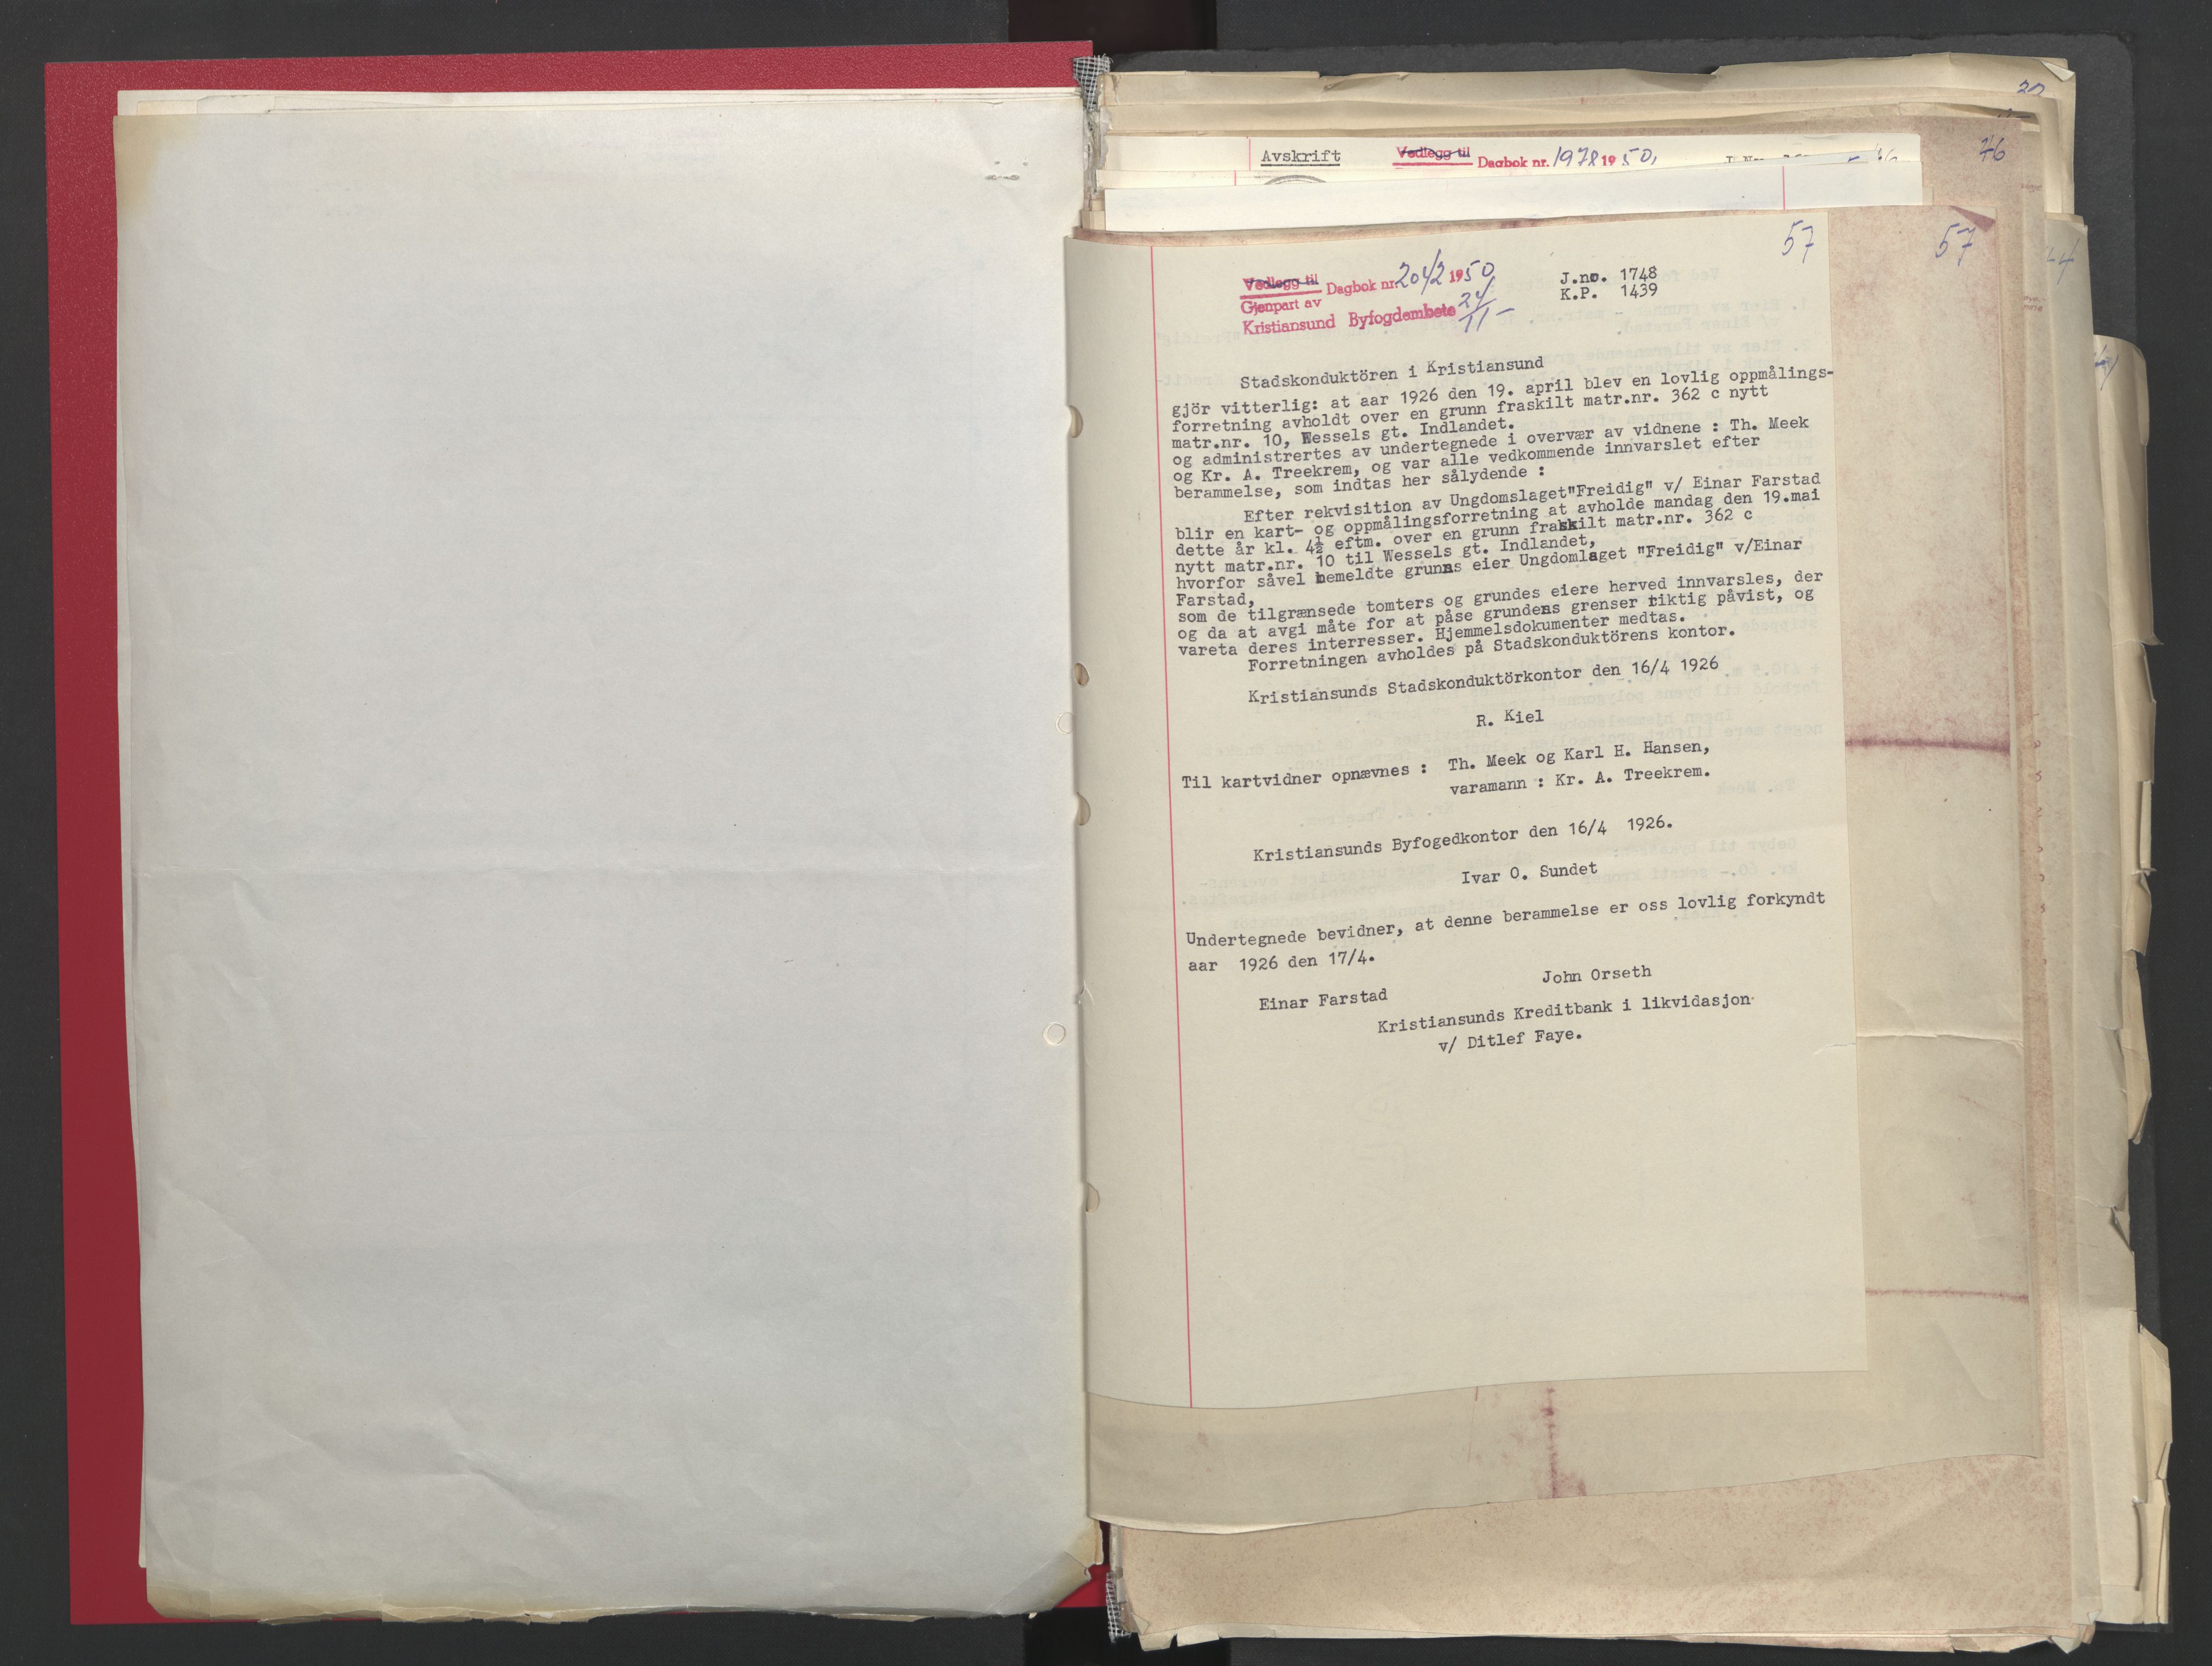 20
76
Avskrift Vedlegg til Dagbok nr. 1978 1950,
57
57
Vedlegg til Dagbok nr. 2042 1950
Gjenpart av
Kristiansund Byfogdembete 24/11-
J.no. 1748
K.P. 1439
Stadskonduktören i Kristiansund
gjör vitterlig: at aar 1926 den 19. april blev en lovlig oppmålings-
forretning avholdt over en grunn fraskilt matr.nr. 362 c nytt
matr.nr. 10, Wessels gt. Indlandet.
og administrertes av undertegnede i overvær av vidnene : Th. Meek
og Kr. A. Treekrem, og var alle vedkommende innvarslet efter
berammelse, som indtas her sålydende :
Efter rekvisition av Ungdomslaget"Freidig" v/ Einar Farstad
blir en kart- og oppmålingsforretning at avholde mandag den 19.mai
dette år kl. 4½ eftm. over en grunn fraskilt matr.nr. 362 c
nytt matr.nr. 10 til Wessels gt. Indlandet,
hvorfor såvel bemeldte grunns eier Ungdomlaget "Freidig" v/Einar
Farstad,
som de tilgrænsede tomters og grundes eiere herved innvarsles, der
og da at avgi måte for at påse grundens grenser riktig påvist, og
vareta deres interresser. Hjemmelsdokumenter medtas.
Forretningen avholdes på Stadskonduktörens kontor.
Kristiansunds Stadskonduktörkontor den 16/4 1926
R. Kiel
Til kartvidner opnævnes : Th. Meek og Karl H. Hansen,
varamann : Kr. A. Treekrem.
Kristiansunds Byfogedkontor den 16/4 1926.
Ivar O. Sundet
Undertegnede bevidner, at denne berammelse er oss lovlig forkyndt
aar 1926 den 17/4.
John Orseth
Einar Farstad
Kristiansunds Kreditbank i likvidasjon
v/ Ditlef Faye.